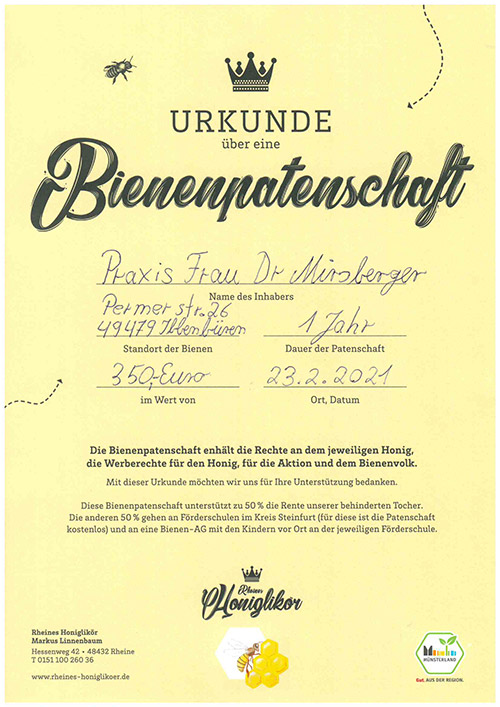 URKUNDE
über eine
Bienenpatenschaft
Praxis Frau Dr Mirsberger
Name des Inhabers
Permer str. 26
49479 Ibbenbüren
1 Jahr
Standort der Bienen
Dauer der Patenschaft
350,-Euro
23.2.2021
im Wert von
Ort, Datum
Die Bienenpatenschaft enhält die Rechte an dem jeweiligen Honig,
die Werberechte für den Honig, für die Aktion und dem Bienenvolk.
Mit dieser Urkunde möchten wir uns für Ihre Unterstützung bedanken.
Diese Bienenpatenschaft unterstützt zu 50 % die Rente unserer behinderten Tocher.
Die anderen 50 % gehen an Förderschulen im Kreis Steinfurt (für diese ist die Patenschaft
kostenlos) und an eine Bienen-AG mit den Kindern vor Ort an der jeweiligen Förderschule.
Rheines
Honiglikör
Rheines Honiglikör
Markus Linnenbaum
Hessenweg 42 • 48432 Rheine
T 0151 100 260 36
www.rheines-honiglikoer.de
MÜNSTERLAND
Gut. AUS DER REGION.